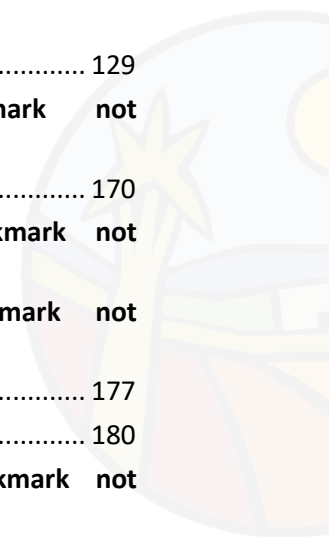 ............. 129
mark not
............. 170
kmark not
mark not
............. 177
............. 180
kmark not